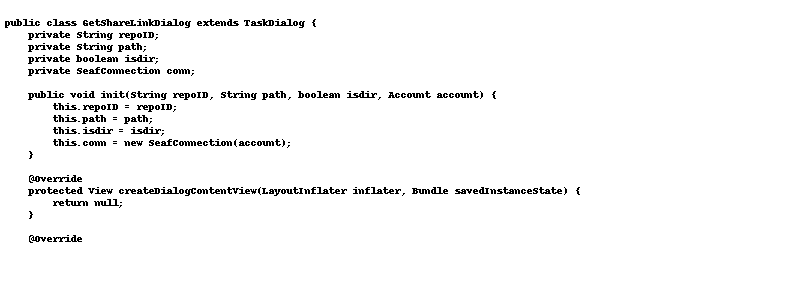 public class GetShareLinkDialog extends TaskDialog {
    private String repoID;
    private String path;
    private boolean isdir;
    private SeafConnection conn;

    public void init(String repoID, String path, boolean isdir, Account account) {
        this.repoID = repoID;
        this.path = path;
        this.isdir = isdir;
        this.conn = new SeafConnection(account);
    }

    @Override
    protected View createDialogContentView(LayoutInflater inflater, Bundle savedInstanceState) {
        return null;
    }

    @Override